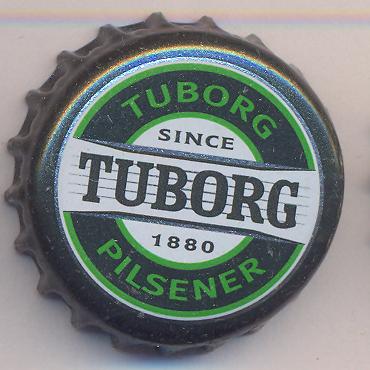 TUBORG
SINCE
TUBORG
1880
PILSENER